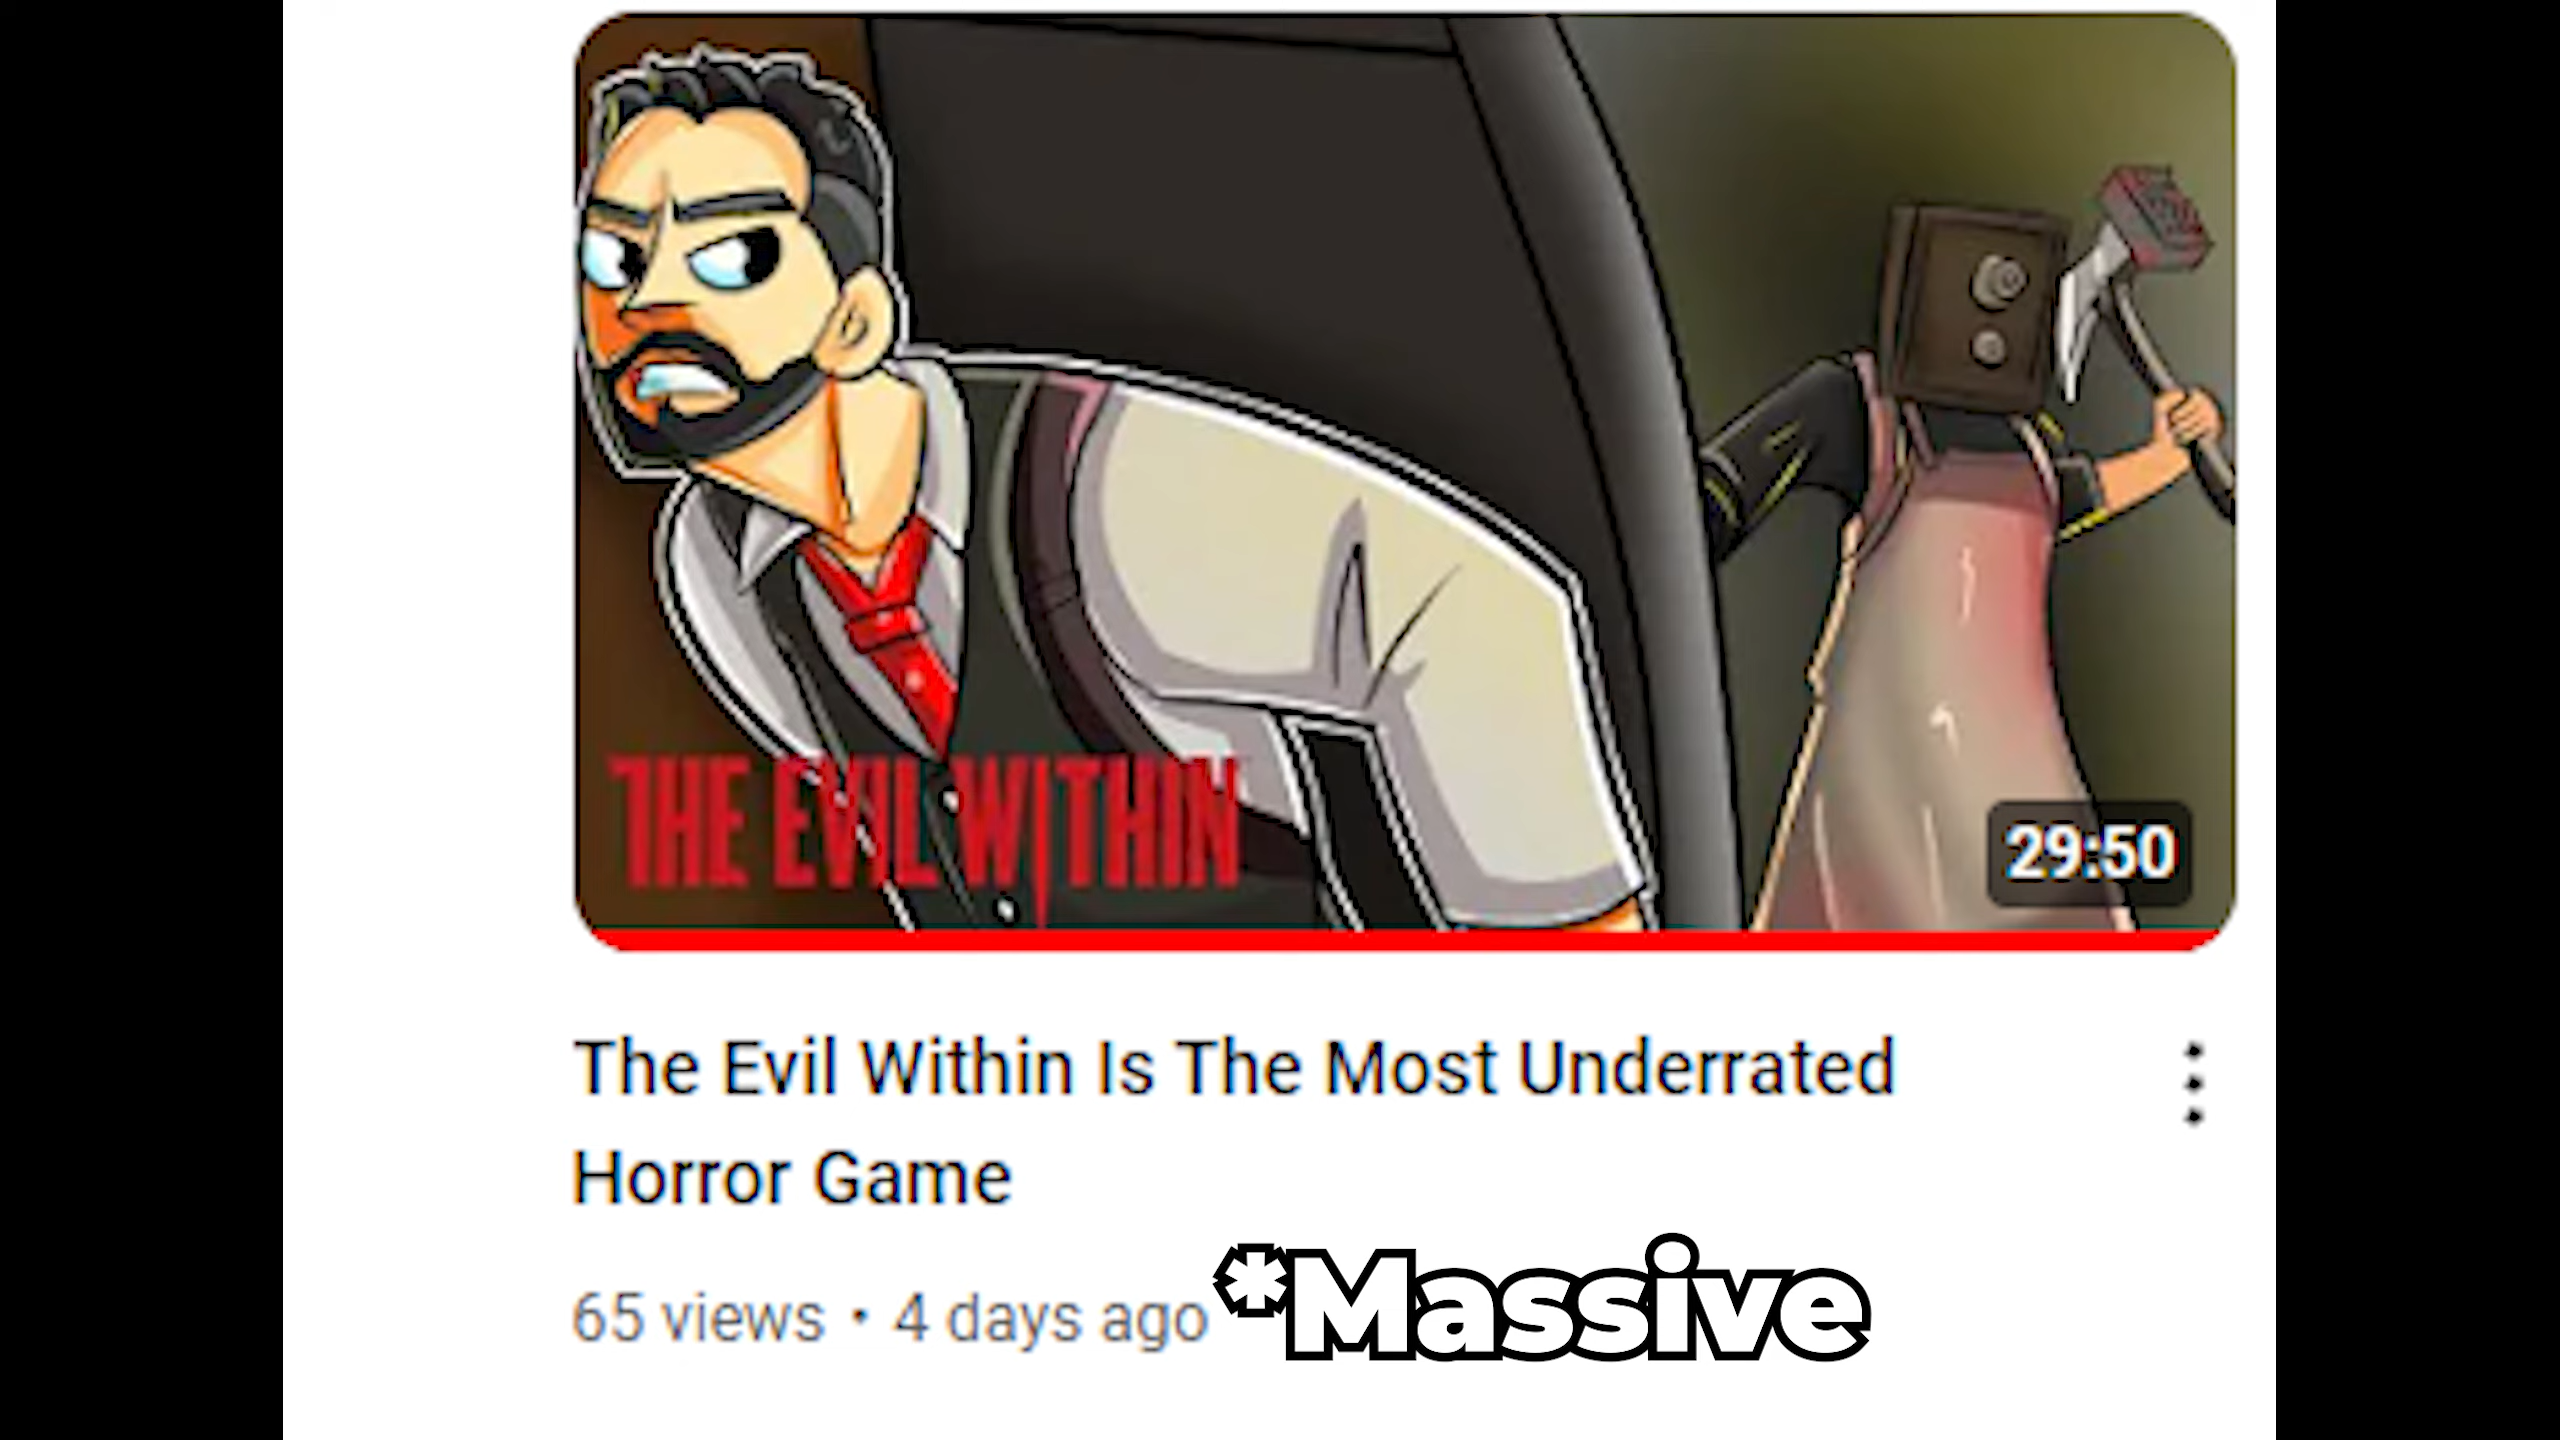 THE EVIL WITHIN
29:50
The Evil Within Is The Most Underrated
Horror Game
65 views • 4 days ago *Massive